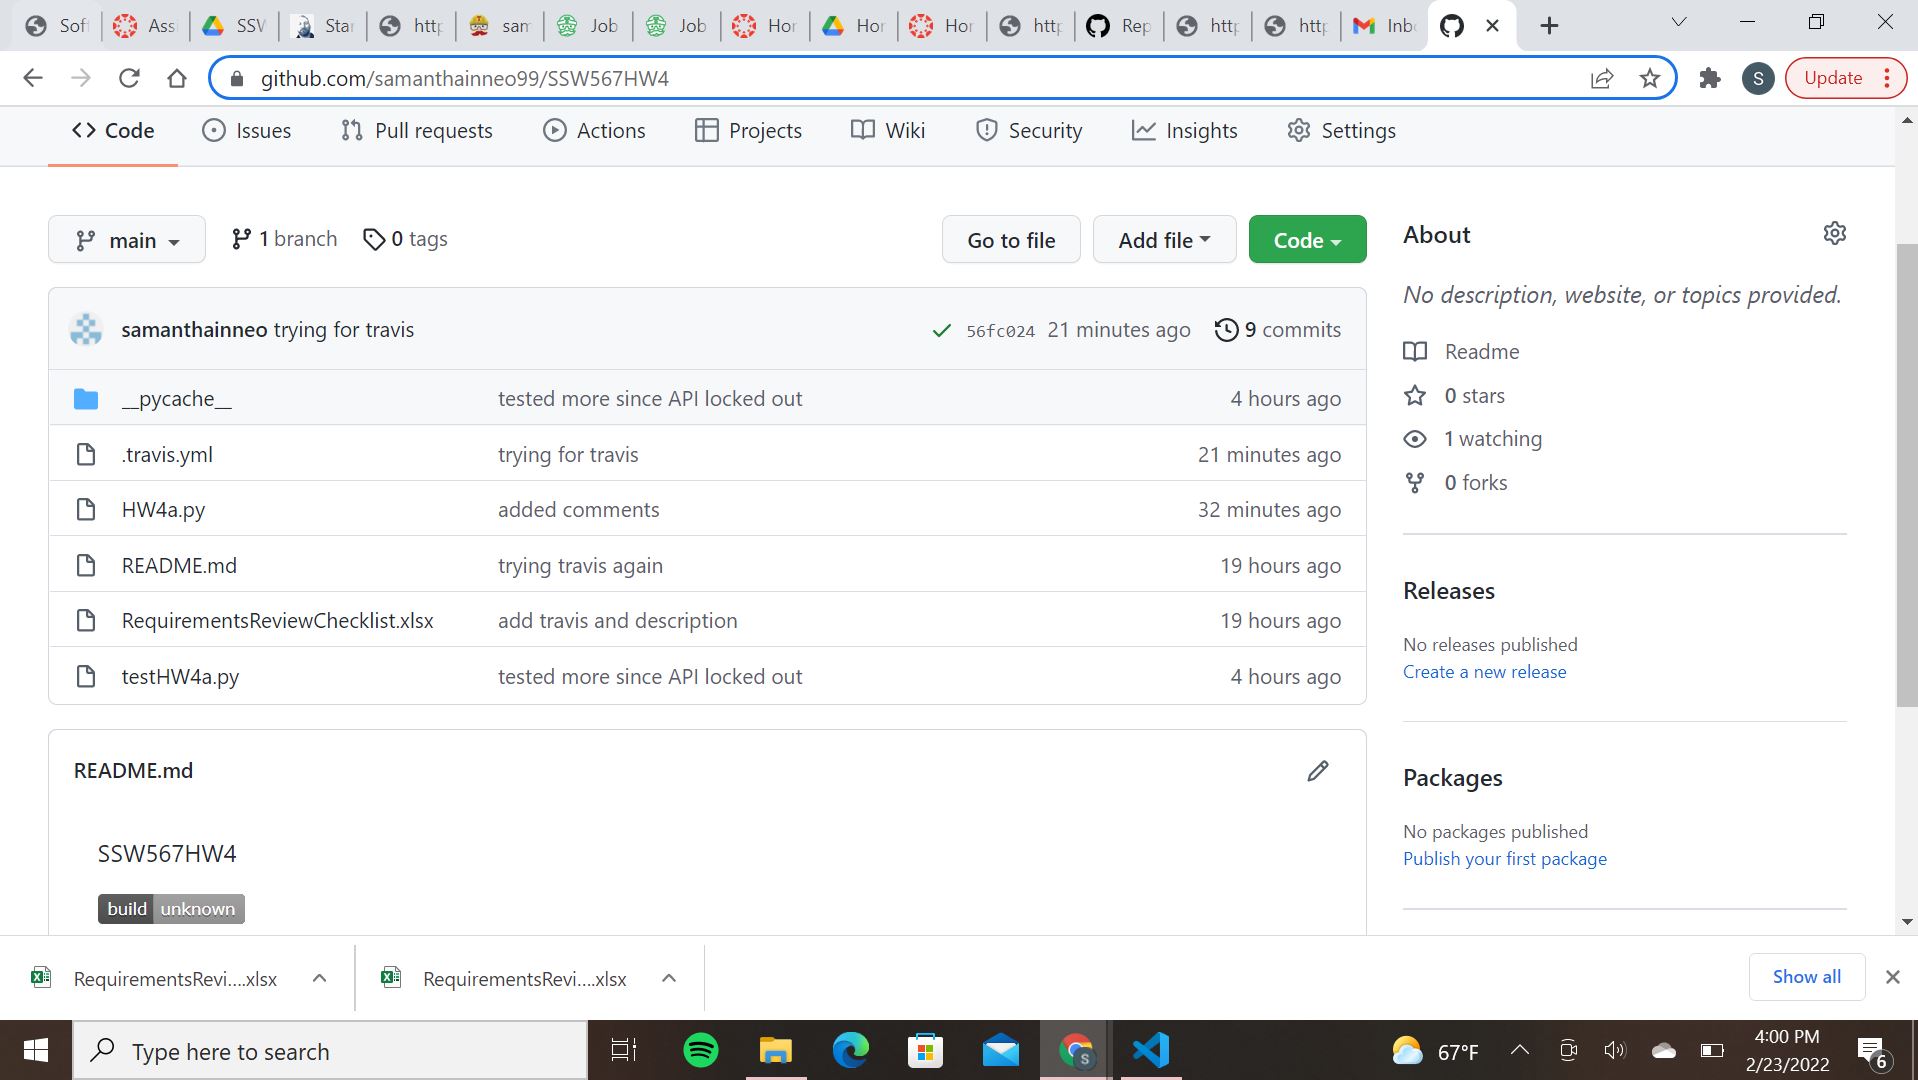 Soft
Assi
SSW
Star
http
sam
Job
Job
Hor
Hor
Hor
http
Rep
http
http
Inbo
github.com/samanthainneo99/SSW567HW4
S
Update
Code
Issues
Pull requests
Actions
Projects
Wiki
Security
Insights
Settings
main
1 branch
0 tags
Go to file
Add file
Code
samanthainneo trying for travis
56fc024 21 minutes ago
9 commits
__pycache__ tested more since API locked out 4 hours ago
.travis.yml trying for travis 21 minutes ago
HW4a.py added comments 32 minutes ago
README.md trying travis again 19 hours ago
RequirementsReviewChecklist.xlsx add travis and description 19 hours ago
testHW4a.py tested more since API locked out 4 hours ago
README.md
SSW567HW4
build unknown
About
No description, website, or topics provided.
Readme
0 stars
1 watching
0 forks
Releases
No releases published
Create a new release
Packages
No packages published
Publish your first package
RequirementsRevi....xlsx
RequirementsRevi....xlsx
Show all
Type here to search
S
67°F
4:00 PM
2/23/2022
6